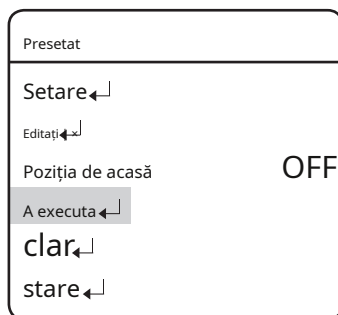 Presetat
Setare↵
Editați↵
Poziția de acasă OFF
A executa↵
clar↵
stare↵